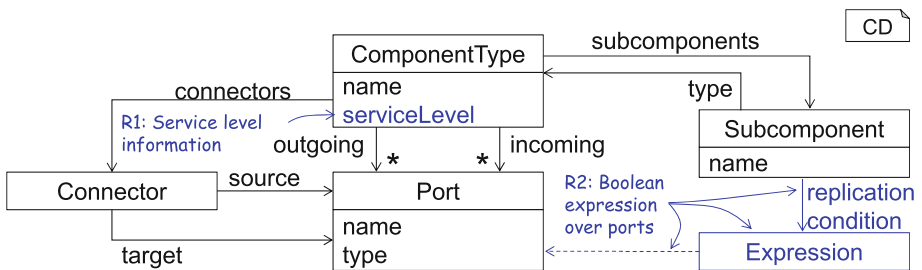 CD
ComponentType
name
serviceLevel
subcomponents
type
connectors
R1: Service level
information
outgoing
*
*
incoming
Subcomponent
name
Connector
source
target
Port
name
type
R2: Boolean
expression
over ports
replication
condition
Expression